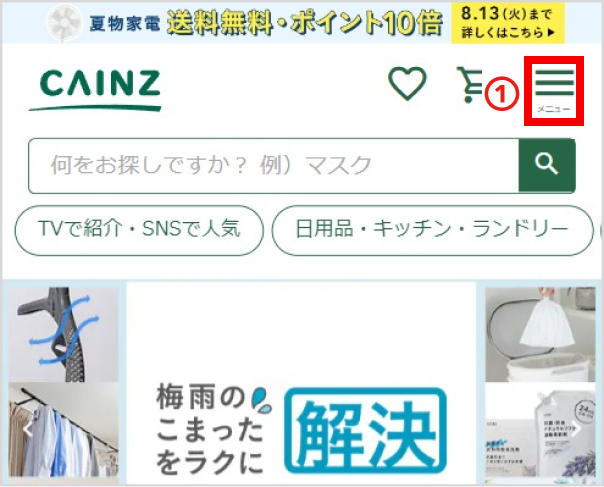 夏物家電 送料無料・ポイント10倍
8.13(火)まで
詳しくはこちら▶
CAINZ
①
メニュー
何をお探しですか? 例)マスク
TVで紹介・SNSで人気
日用品・キッチン・ランドリー
梅雨の
こまった
をラクに
解決